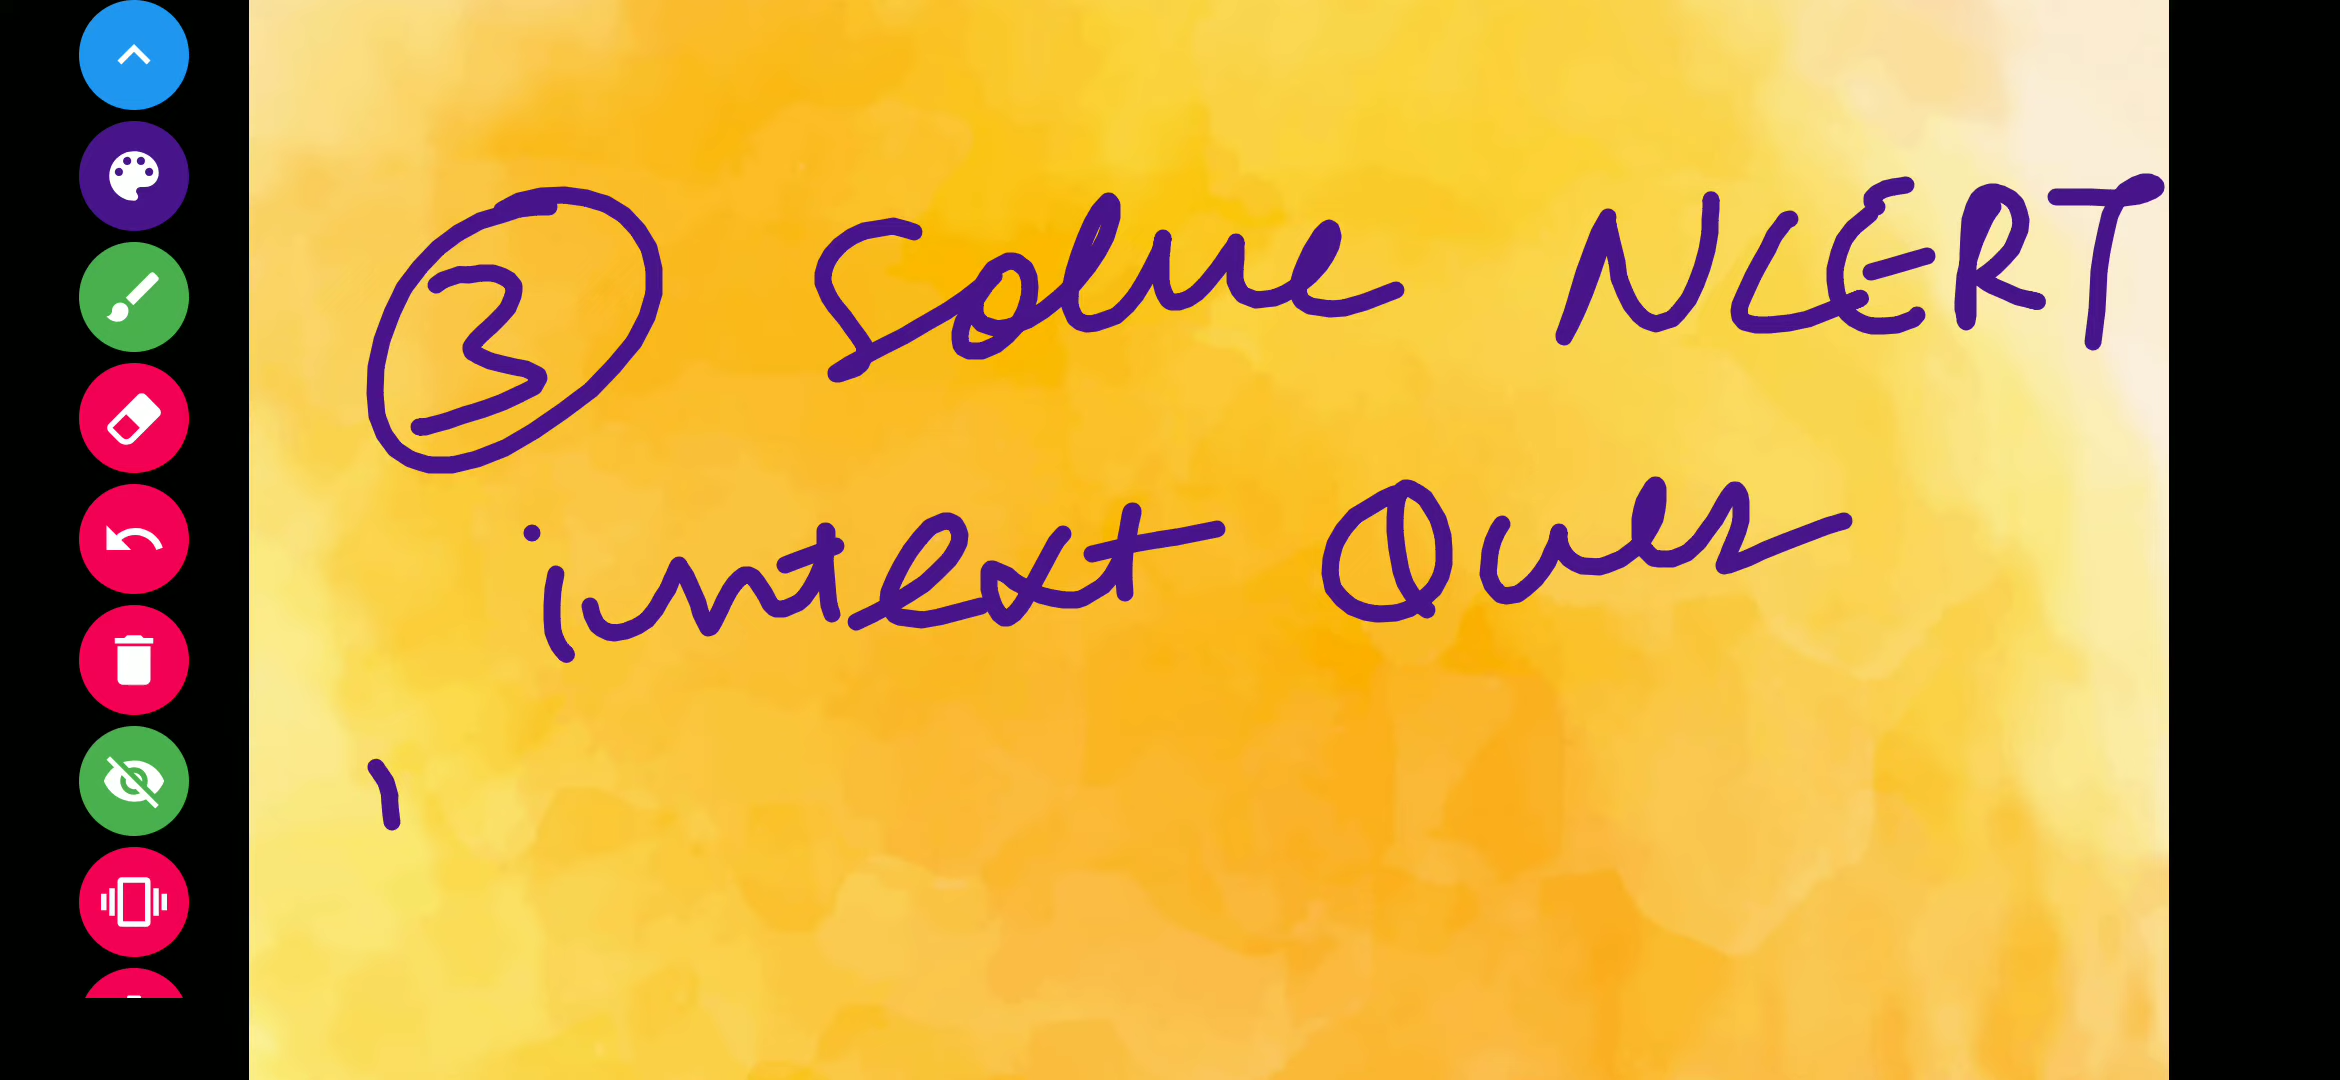 ③ Solve NCERT
intext Ques